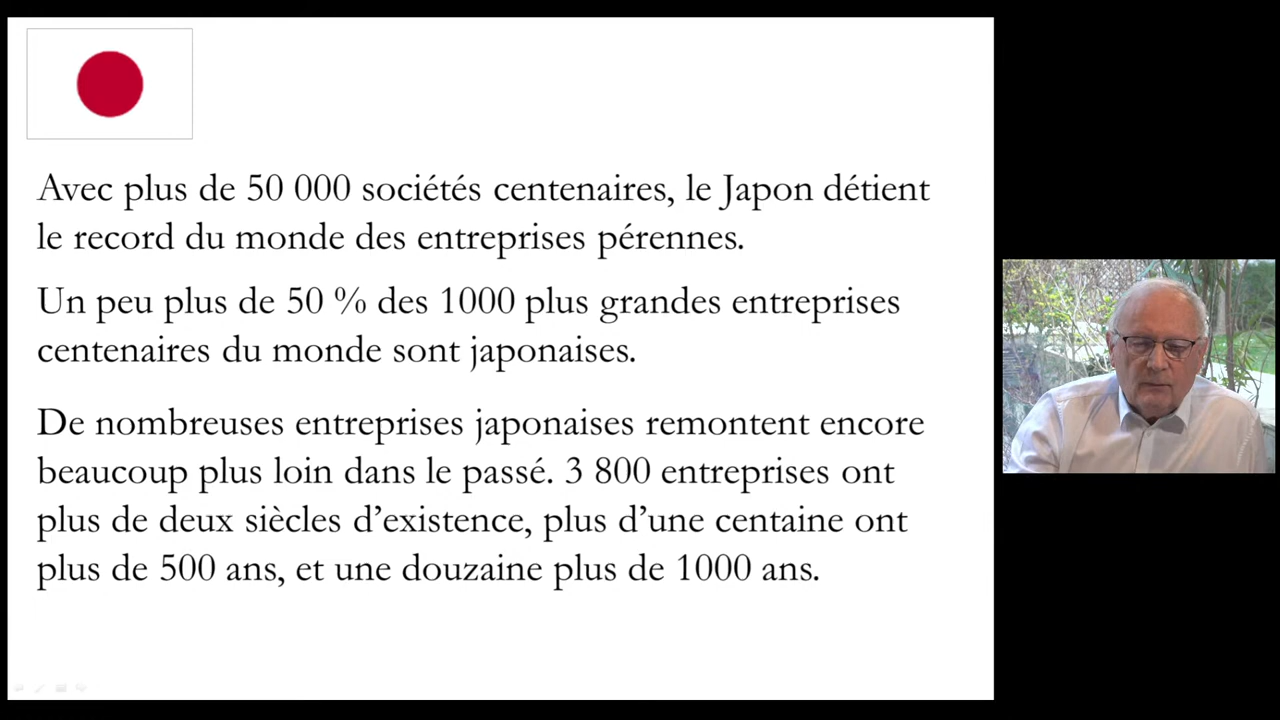 Avec plus de 50 000 sociétés centenaires, le Japon détient
le record du monde des entreprises pérennes.
Un peu plus de 50 % des 1000 plus grandes entreprises
centenaires du monde sont japonaises.
De nombreuses entreprises japonaises remontent encore
beaucoup plus loin dans le passé. 3 800 entreprises ont
plus de deux siècles d’existence, plus d’une centaine ont
plus de 500 ans, et une douzaine plus de 1000 ans.